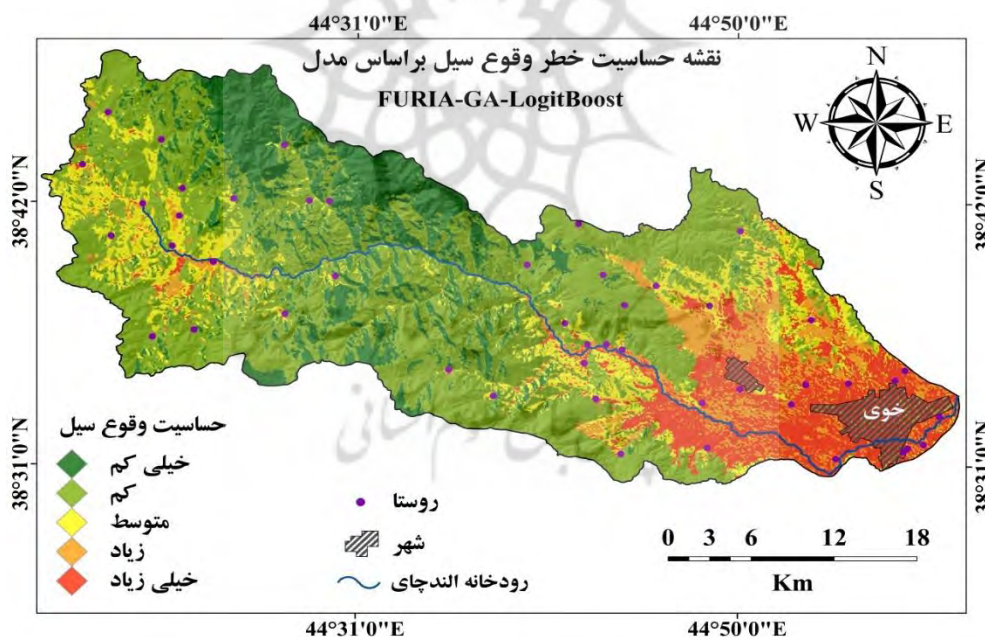 44°31'0"E
44°50'0"E
نقشه حساسیت خطر وقوع سیل براساس مدل
FURIA-GA-LogitBoost
N
W
E
S
38°42'0"N
38°42'0"N
خوی
حساسیت وقوع سیل
خیلی کم
کم
متوسط
زیاد
خیلی زیاد
روستا
شهر
رودخانه الندچای
38°31'0"N
38°31'0"N
0 3 6 12 18
Km
44°31'0"E
44°50'0"E